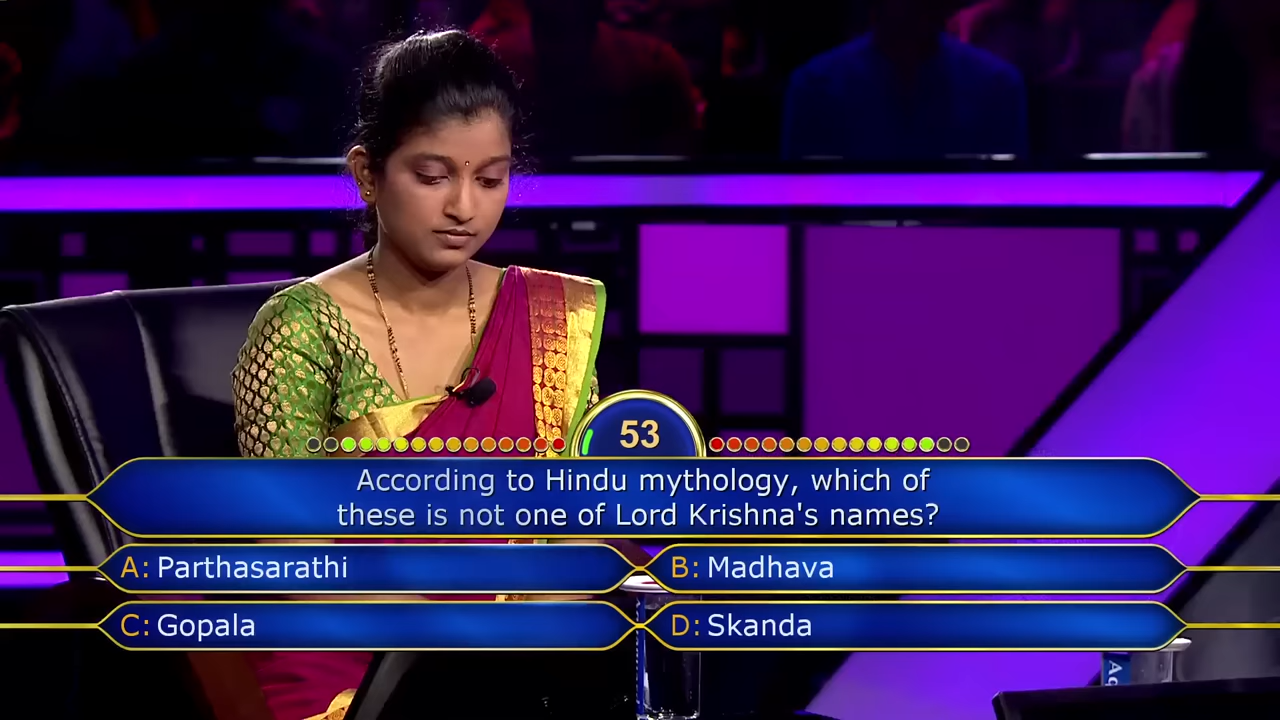 53
According to Hindu mythology, which of
these is not one of Lord Krishna's names?
A: Parthasarathi
B: Madhava
C: Gopala
D: Skanda